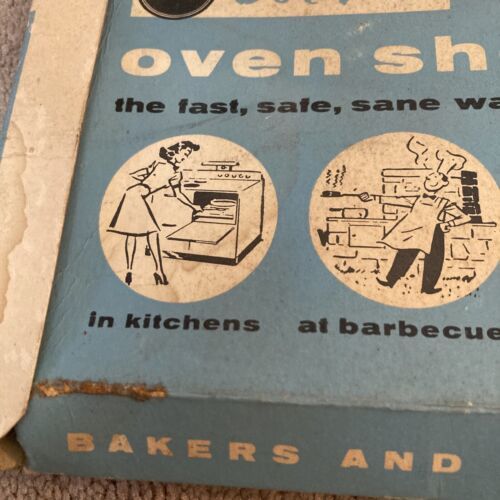 oven sh
the fast, safe, sane wa
in kitchens
at barbecue
BAKERS AND